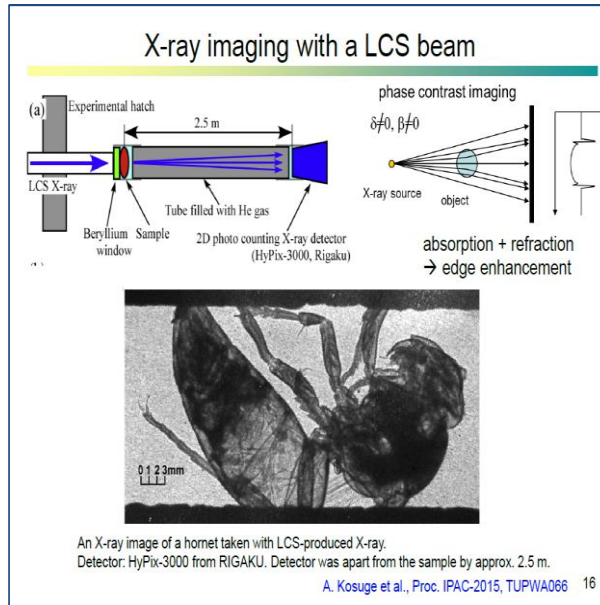 X-ray imaging with a LCS beam
(a)
Experimental hatch
2.5 m
LCS X-ray
Beryllium
window
Sample
Tube filled with He gas
2D photo counting X-ray detector
(HyPix-3000, Rigaku)
phase contrast imaging
δ≠0, β≠0
X-ray source
object
absorption + refraction
→ edge enhancement
0 1 2 3mm
An X-ray image of a hornet taken with LCS-produced X-ray.
Detector: HyPix-3000 from RIGAKU. Detector was apart from the sample by approx. 2.5 m.
A. Kosuge et al., Proc. IPAC-2015, TUPWA066
16